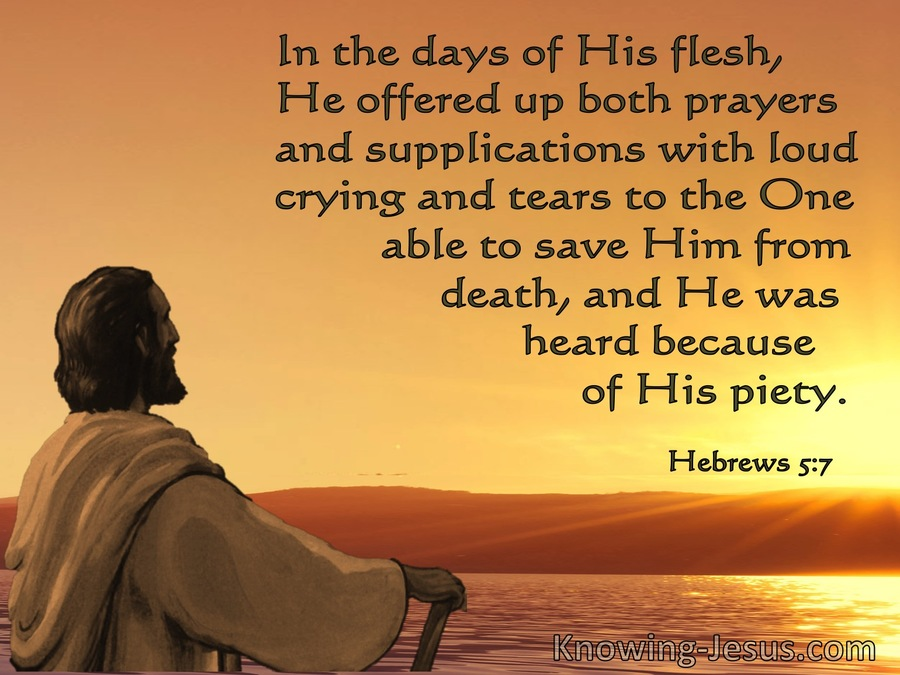 In the days of His flesh,
He offered up both prayers
and supplications with loud
crying and tears to the One
able to save Him from
death, and He was
heard because
of His piety.
Hebrews 5:7
Knowing-Jesus.com